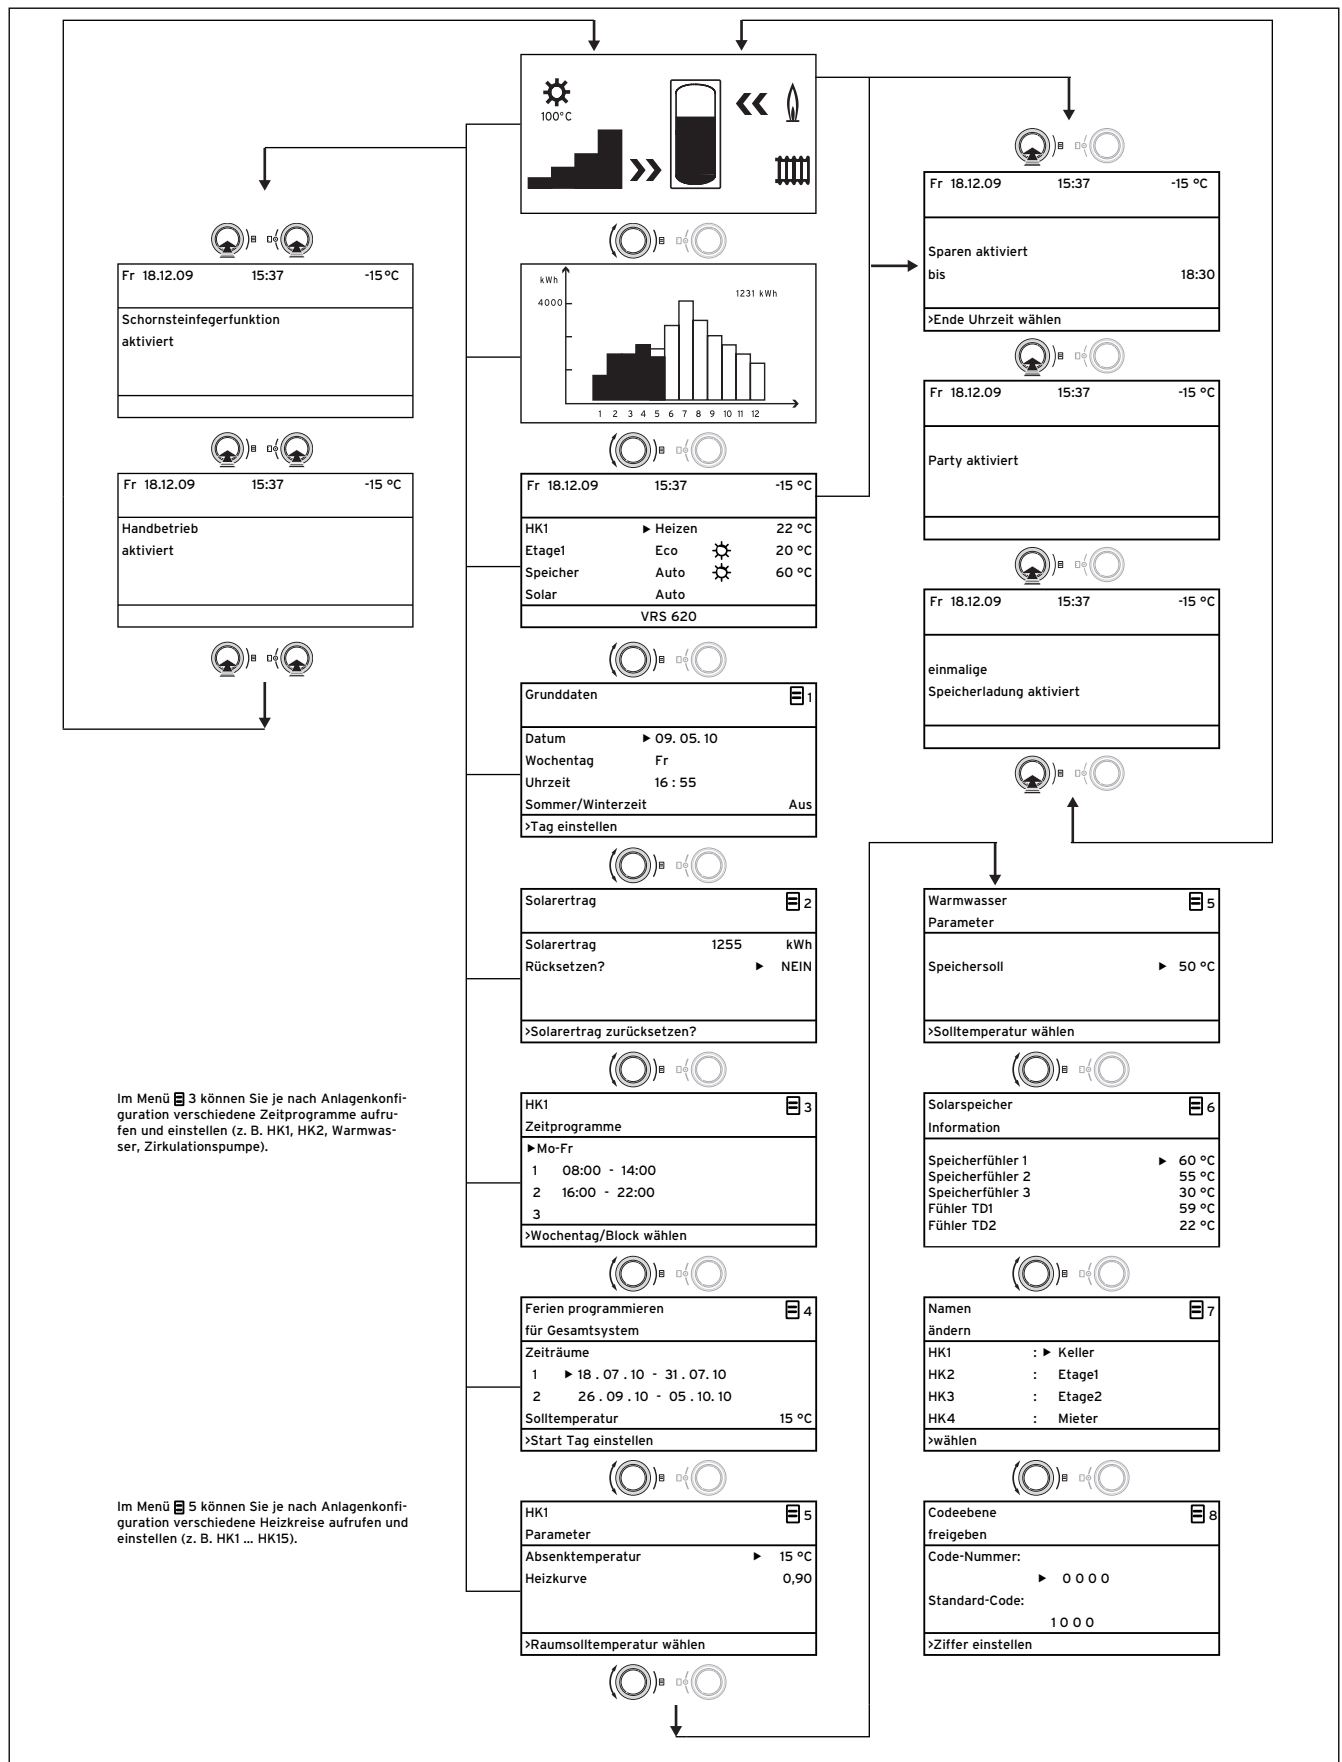 100°C
kWh
4000
1231 kWh
1 2 3 4 5 6 7 8 9 10 11 12
Fr 18.12.09 15:37 -15°C
Schornsteinfegerfunktion
aktiviert
Fr 18.12.09 15:37 -15 °C
Handbetrieb
aktiviert
Im Menü 3 können Sie je nach Anlagenkonfi-
guration verschiedene Zeitprogramme aufru-
fen und einstellen (z. B. HK1, HK2, Warmwas-
ser, Zirkulationspumpe).
Im Menü 5 können Sie je nach Anlagenkonfi-
guration verschiedene Heizkreise aufrufen und
einstellen (z. B. HK1 ... HK15).
Fr 18.12.09 15:37 -15 °C
HK1 ▶ Heizen 22 °C
Etage1 Eco 20 °C
Speicher Auto 60 °C
Solar Auto
VRS 620
Grunddaten 1
Datum ▶ 09. 05. 10
Wochentag Fr
Uhrzeit 16 : 55
Sommer/Winterzeit Aus
>Tag einstellen
Solarertrag 2
Solarertrag 1255 kWh
Rücksetzen? ▶ NEIN
>Solarertrag zurücksetzen?
HK1 3
Zeitprogramme
▶Mo-Fr
1 08:00 - 14:00
2 16:00 - 22:00
3
>Wochentag/Block wählen
Ferien programmieren 4
für Gesamtsystem
Zeiträume
1 ▶ 18 . 07 . 10 - 31 . 07. 10
2 26 . 09 . 10 - 05 . 10. 10
Solltemperatur 15 °C
>Start Tag einstellen
HK1 5
Parameter
Absenktemperatur ▶ 15 °C
Heizkurve 0,90
>Raumsolltemperatur wählen
Fr 18.12.09 15:37 -15 °C
Sparen aktiviert
bis 18:30
>Ende Uhrzeit wählen
Fr 18.12.09 15:37 -15 °C
Party aktiviert
Fr 18.12.09 15:37 -15 °C
einmalige
Speicherladung aktiviert
Warmwasser 5
Parameter
Speichersoll ▶ 50 °C
>Solltemperatur wählen
Solarspeicher 6
Information
Speicherfühler 1 ▶ 60 °C
Speicherfühler 2 55 °C
Speicherfühler 3 30 °C
Fühler TD1 59 °C
Fühler TD2 22 °C
Namen 7
ändern
HK1 : ▶ Keller
HK2 : Etage1
HK3 : Etage2
HK4 : Mieter
>wählen
Codeebene 8
freigeben
Code-Nummer:
▶ 0 0 0 0
Standard-Code:
1 0 0 0
>Ziffer einstellen